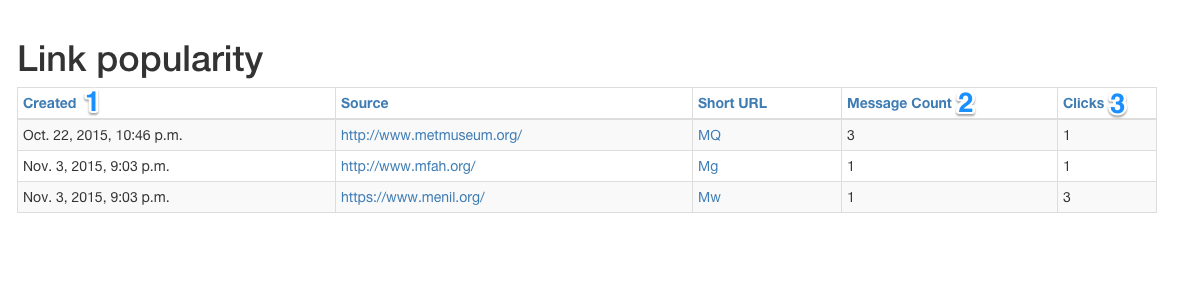 Link popularity
Created 1 Source Short URL Message Count 2 Clicks 3
Oct. 22, 2015, 10:46 p.m. http://www.metmuseum.org/ MQ 3 1
Nov. 3, 2015, 9:03 p.m. http://www.mfah.org/ Mg 1 1
Nov. 3, 2015, 9:03 p.m. https://www.menil.org/ Mw 1 3